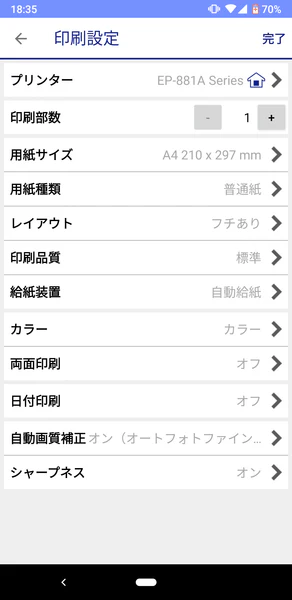 18:35
70%
印刷設定
完了
プリンター EP-881A Series
印刷部数 - 1 +
用紙サイズ A4 210 x 297 mm
用紙種類 普通紙
レイアウト フチあり
印刷品質 標準
給紙装置 自動給紙
カラー カラー
両面印刷 オフ
日付印刷 オフ
自動画質補正 オン（オートフォトファイン...
シャープネス オン